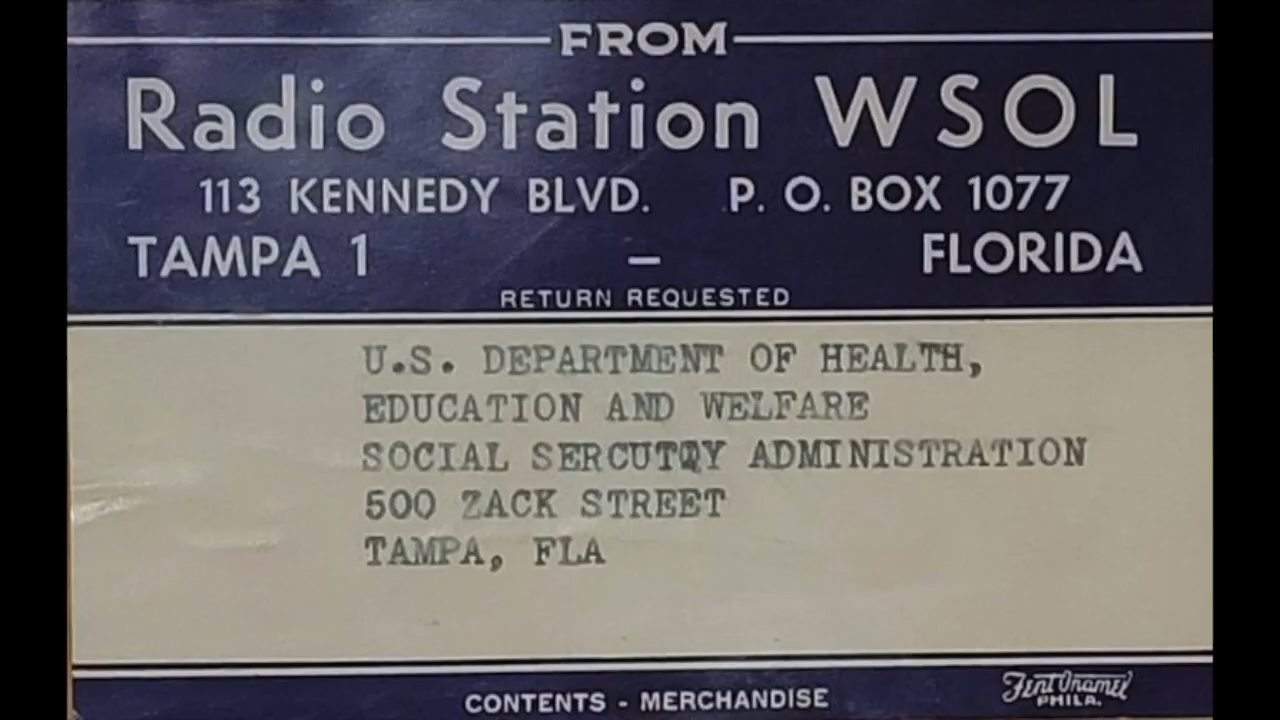 FROM
Radio Station WSOL
113 KENNEDY BLVD. P. O. BOX 1077
TAMPA 1 – FLORIDA
RETURN REQUESTED
U.S. DEPARTMENT OF HEALTH,
EDUCATION AND WELFARE
SOCIAL SERCUTQY ADMINISTRATION
500 ZACK STREET
TAMPA, FLA
CONTENTS - MERCHANDISE
PHILA.